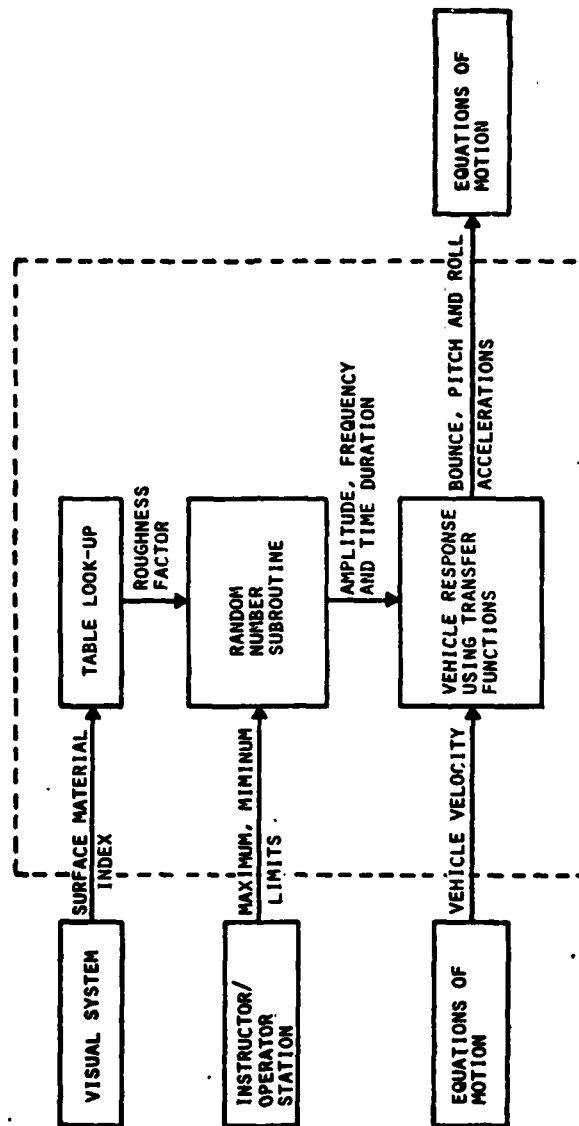 VISUAL SYSTEM
SURFACE MATERIAL
INDEX
TABLE LOOK-UP
ROUGHNESS
FACTOR
INSTRUCTOR/
OPERATOR
STATION
MAXIMUM, MIMINUM
LIMITS
RANDOM
NUMBER
SUBROUTINE
AMPLITUDE, FREQUENCY
AND TIME DURATION
EQUATIONS OF
MOTION
VEHICLE VELOCITY
VEHICLE RESPONSE
USING TRANSFER
FUNCTIONS
BOUNCE, PITCH AND ROLL
ACCELERATIONS
EQUATIONS OF
MOTION